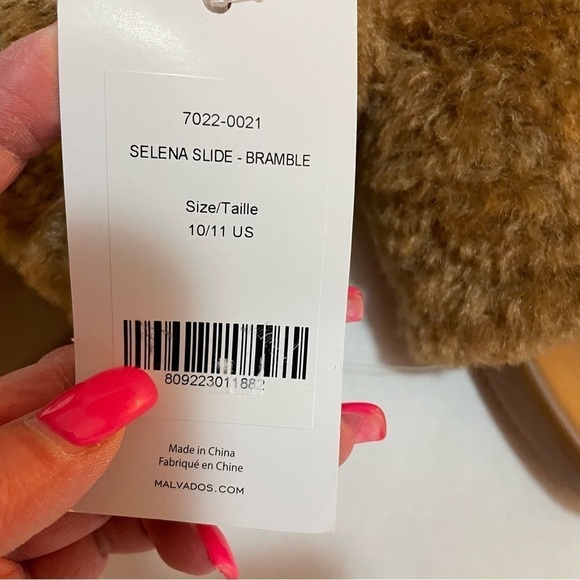 7022-0021
SELENA SLIDE - BRAMBLE
Size/Taille
10/11 US
809223011882
Made in China
Fabriqué en Chine
MALVADOS.COM